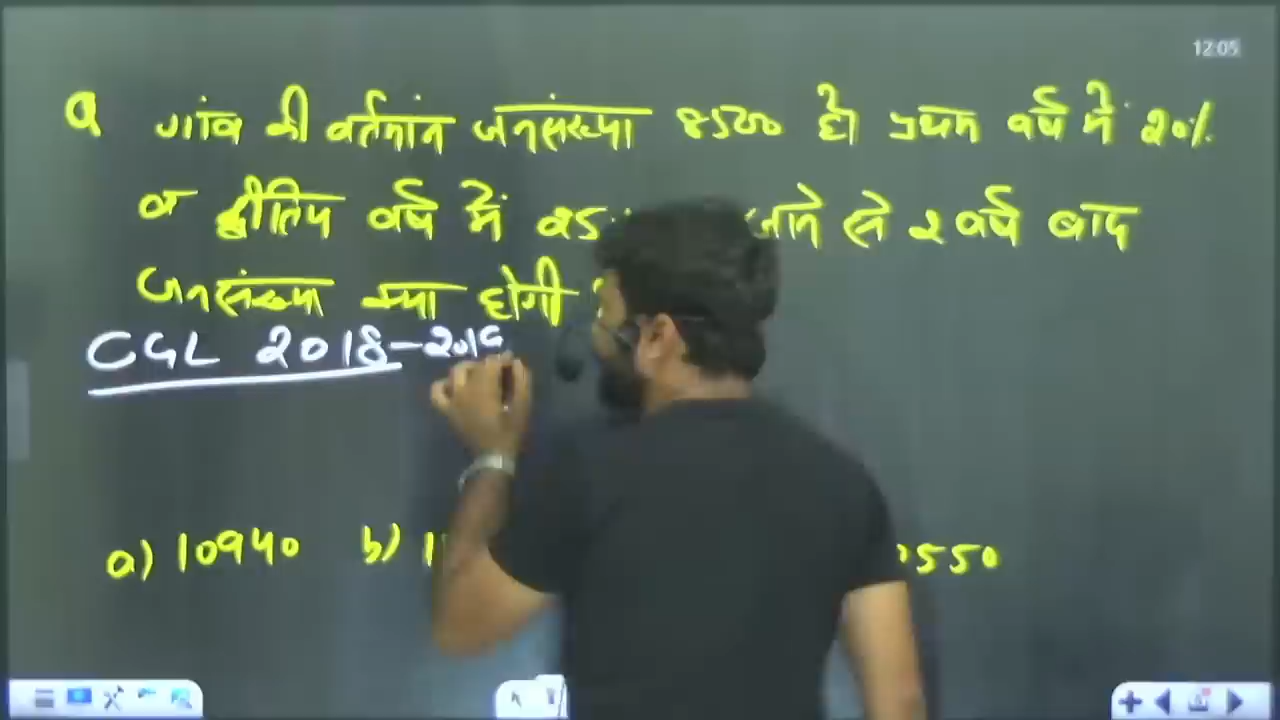 12:05
Q गांव की वर्तमांन जनसंख्या 8500 हो प्रथम वर्ष में 20%
व द्वीतिय वर्ष में 25 जाने से 2 वर्ष बाद
जनसंख्या क्या होगी ?
CGL 2018-2019
a) 10940 b) 1 550